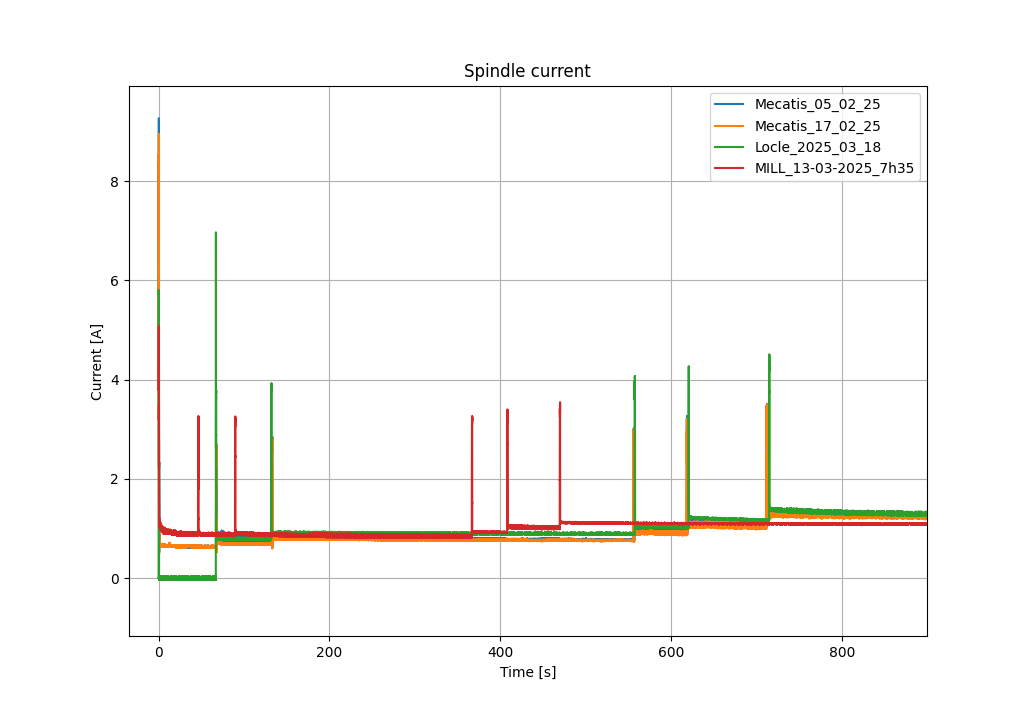 Spindle current
Mecatis_05_02_25
Mecatis_17_02_25
Locle_2025_03_18
MILL_13-03-2025_7h35
8
6
4
2
0
Current [A]
0 200 400 600 800
Time [s]